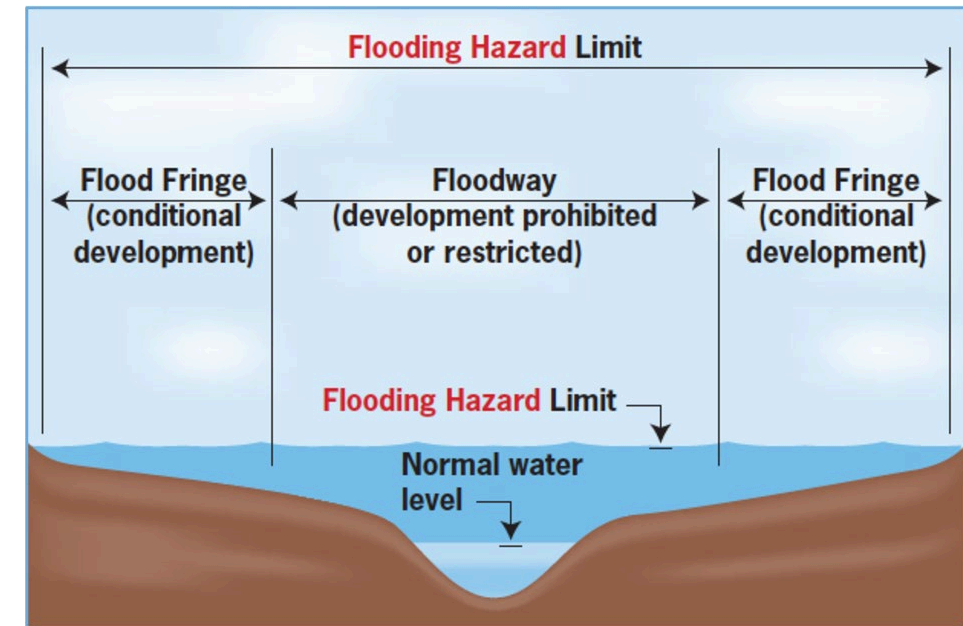 Flooding Hazard Limit
Flood Fringe
(conditional
development)
Floodway
(development prohibited
or restricted)
Flood Fringe
(conditional
development)
Flooding Hazard Limit
Normal water
level